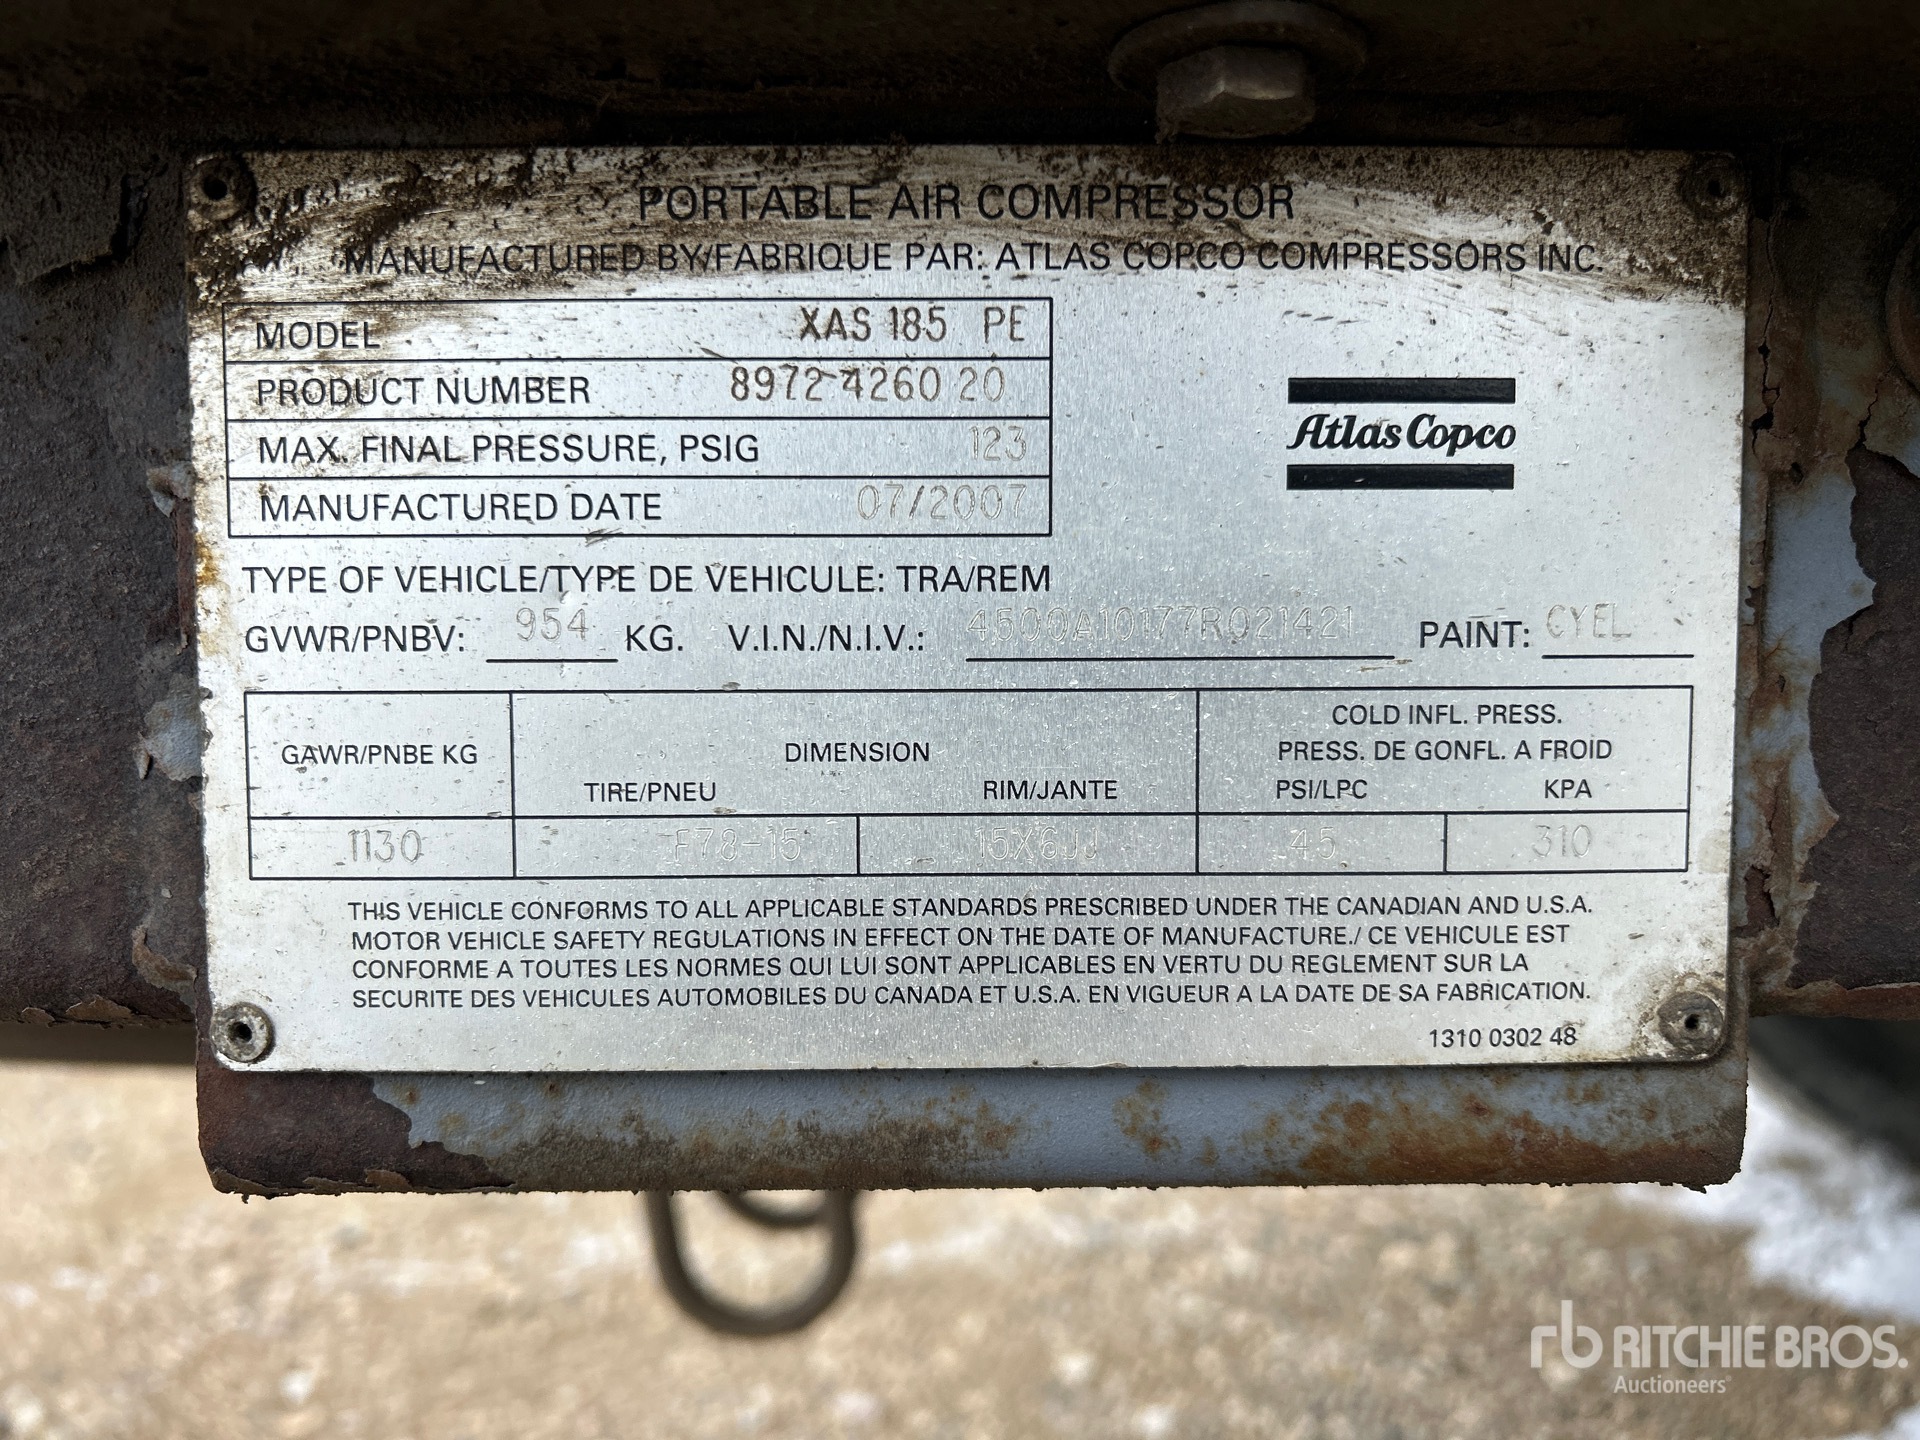 PORTABLE AIR COMPRESSOR
MANUFACTURED BY/FABRIQUE PAR: ATLAS COPCO COMPRESSORS INC.
MODEL XAS 185 PE
PRODUCT NUMBER 8972 4260 20
MAX. FINAL PRESSURE, PSIG 123
MANUFACTURED DATE 07/2007
Atlas Copco
TYPE OF VEHICLE/TYPE DE VEHICULE: TRA/REM
GVWR/PNBV: 954 KG. V.I.N./N.I.V.: 4500A10177R021421 PAINT: CYEL
GAWR/PNBE KG
DIMENSION
TIRE/PNEU RIM/JANTE
COLD INFL. PRESS.
PRESS. DE GONFL. A FROID
PSI/LPC KPA
1130 F78-15 15X6JJ 45 310
THIS VEHICLE CONFORMS TO ALL APPLICABLE STANDARDS PRESCRIBED UNDER THE CANADIAN AND U.S.A.
MOTOR VEHICLE SAFETY REGULATIONS IN EFFECT ON THE DATE OF MANUFACTURE./ CE VEHICULE EST
CONFORME A TOUTES LES NORMES QUI LUI SONT APPLICABLES EN VERTU DU REGLEMENT SUR LA
SECURITE DES VEHICULES AUTOMOBILES DU CANADA ET U.S.A. EN VIGUEUR A LA DATE DE SA FABRICATION.
1310 0302 48
rb RITCHIE BROS.
Auctioneers